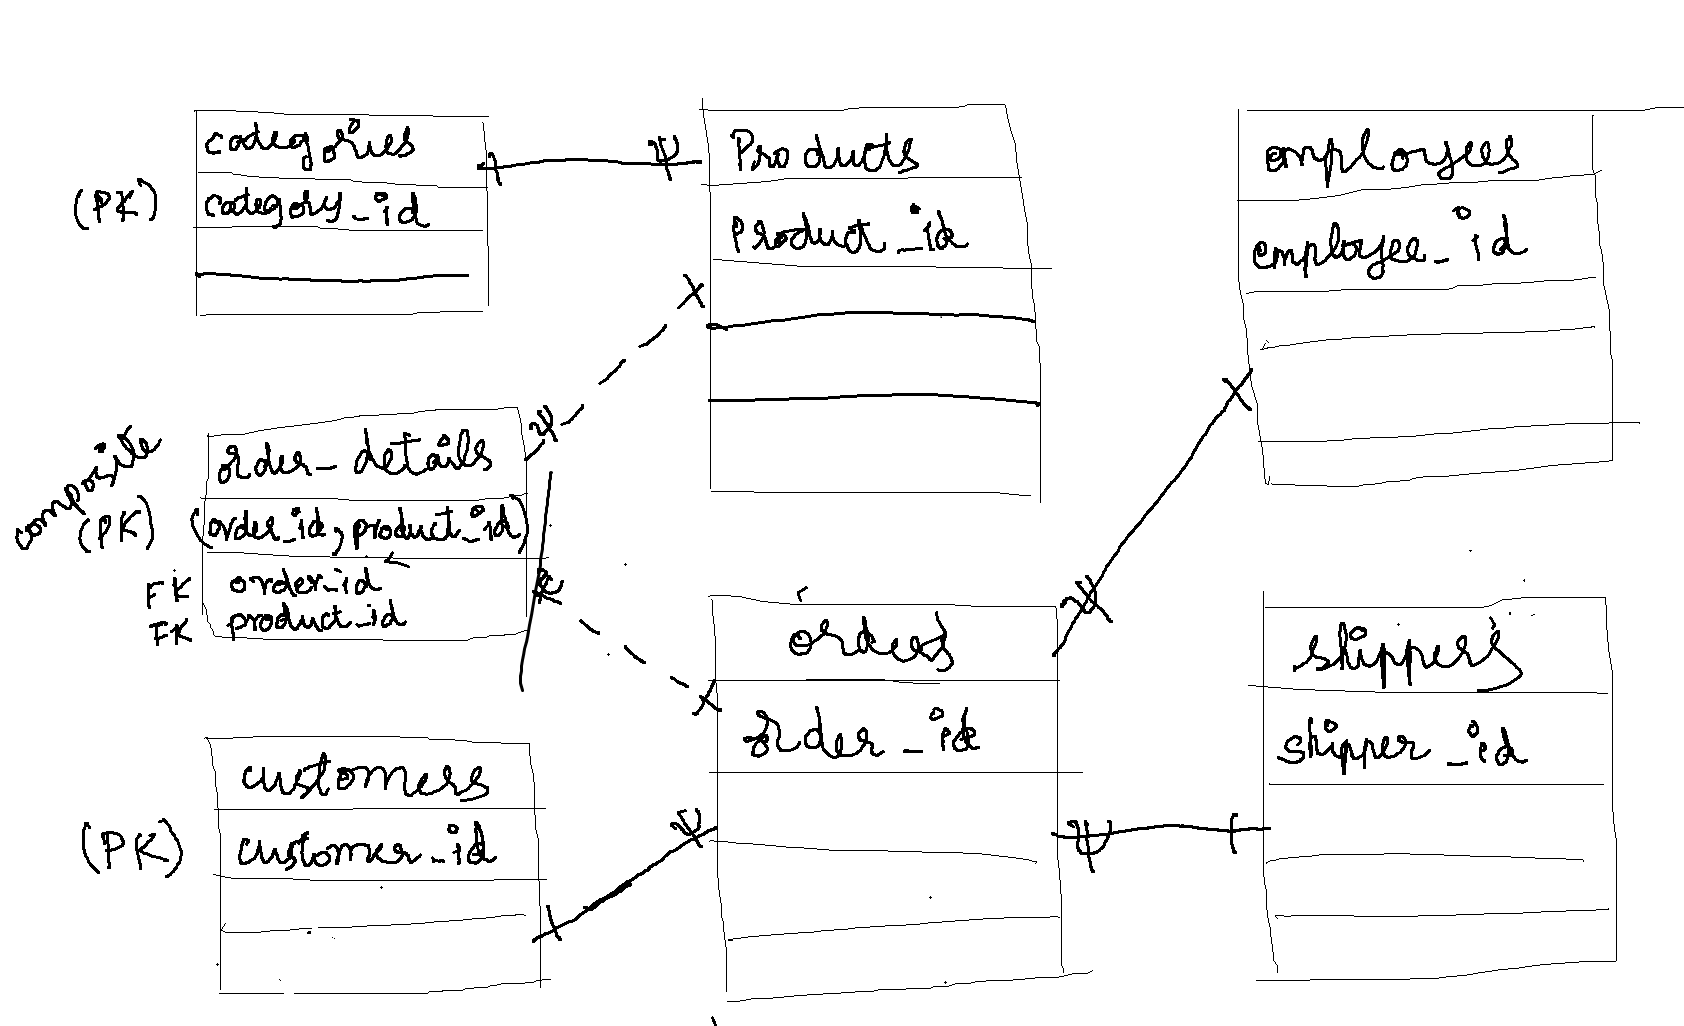 categories
(PK) category_id
Products
Product_id
employees
employee_id
order_details
composite
(PK) (order_id, product_id)
FK order_id
FK product_id
orders
order_id
shippers
shipper_id
customers
(PK) customer_id